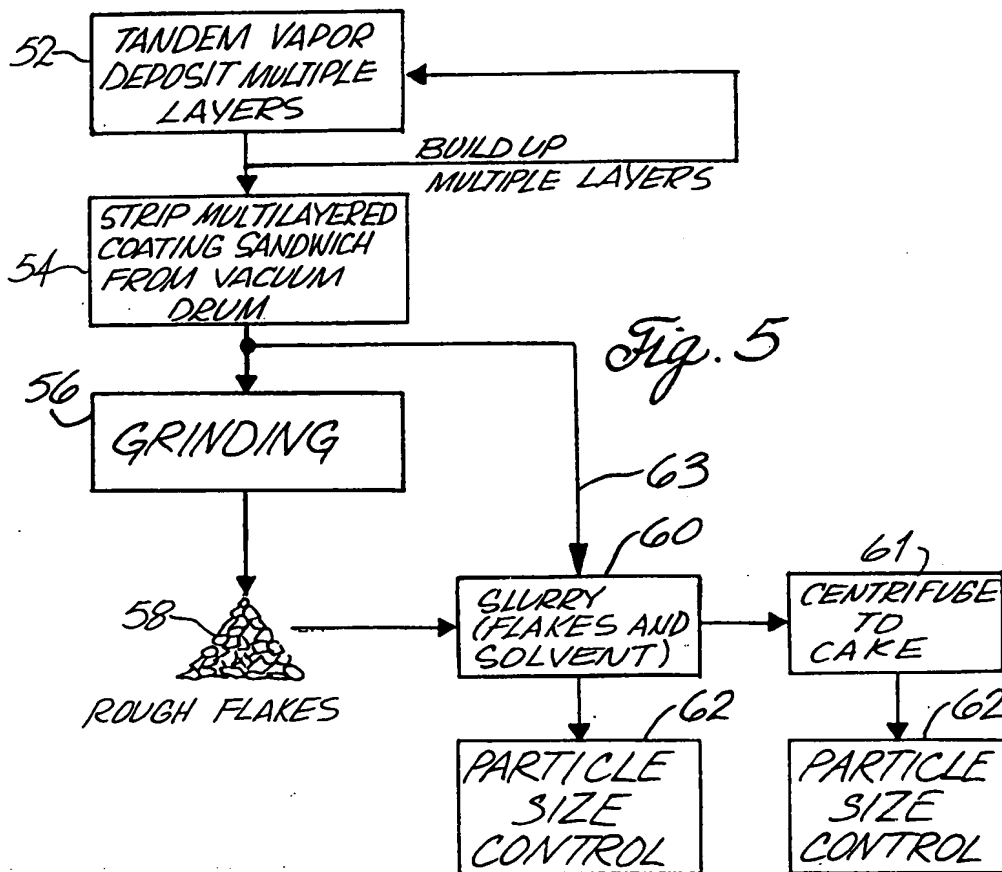 52
TANDEM VAPOR
DEPOSIT MULTIPLE
LAYERS
BUILD UP
MULTIPLE LAYERS
54
STRIP MULTILAYERED
COATING SANDWICH
FROM VACUUM
DRUM
Fig. 5
56
GRINDING
63
58
ROUGH FLAKES
60
SLURRY
(FLAKES AND
SOLVENT)
61
CENTRIFUGE
TO
CAKE
62
PARTICLE
SIZE
CONTROL
62
PARTICLE
SIZE
CONTROL